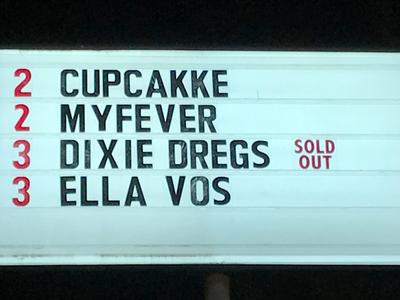 2 CUPCAKKE
2 MYFEVER
3 DIXIE DREGS SOLD OUT
3 ELLA VOS